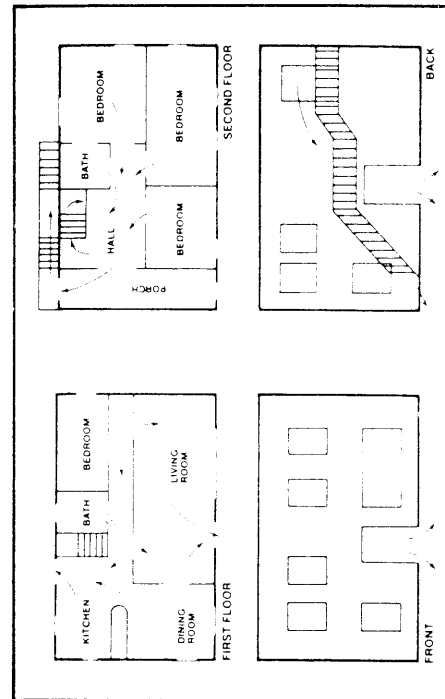 BEDROOM
BATH
KITCHEN
LIVING
ROOM
DINING
ROOM
FIRST FLOOR
BEDROOM
BATH
HALL
BEDROOM
BEDROOM
PORCH
SECOND FLOOR
FRONT
BACK